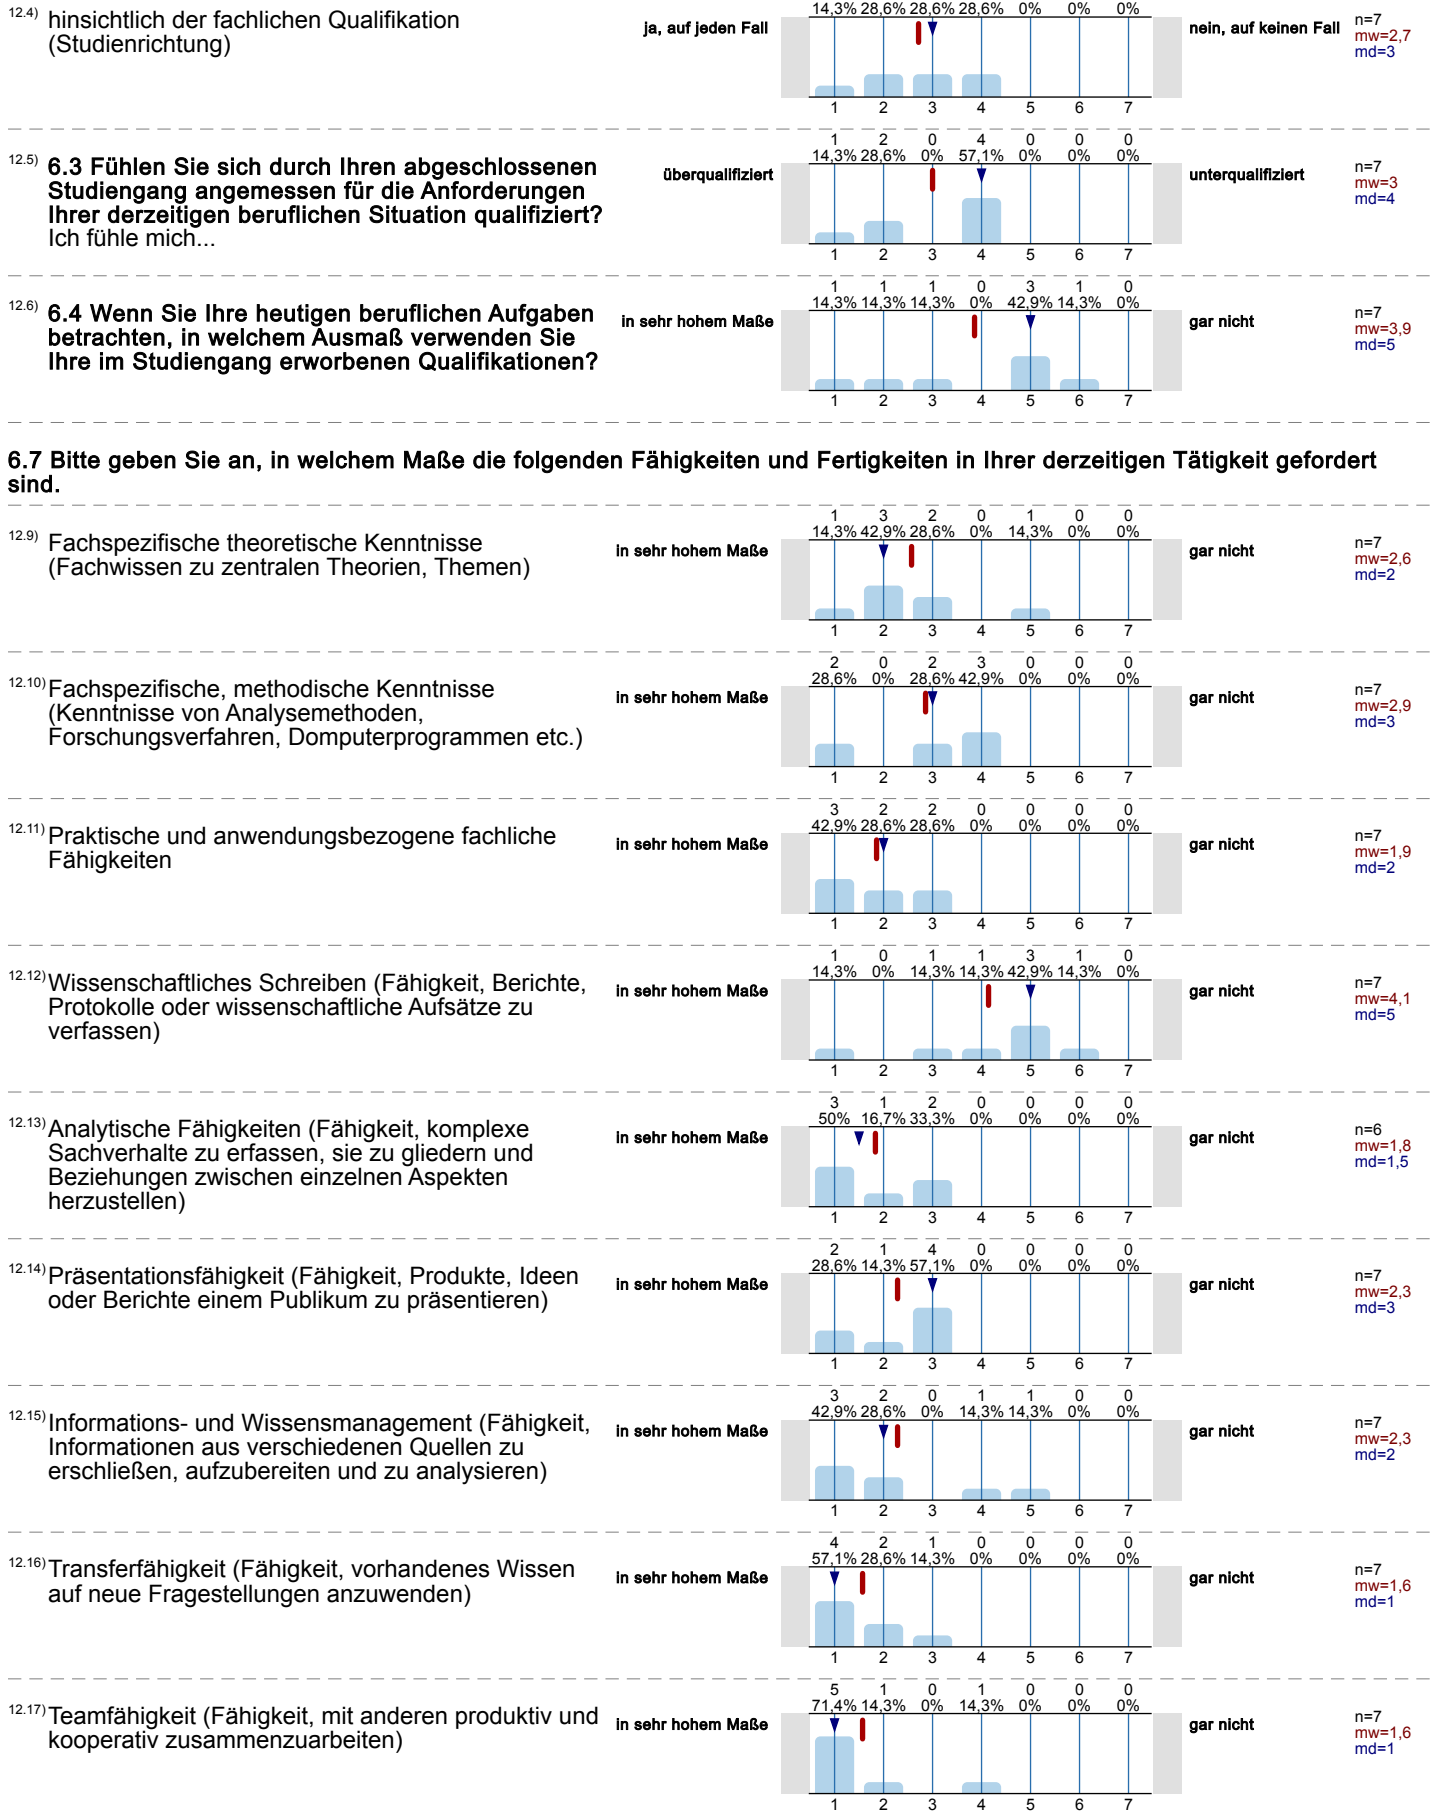 12.4) hinsichtlich der fachlichen Qualifikation
(Studienrichtung)
14,3% 28,6% 28,6% 28,6% 0% 0% 0%
ja, auf jeden Fall
nein, auf keinen Fall
n=7
mw=2,7
md=3
1 2 3 4 5 6 7
12.5) 6.3 Fühlen Sie sich durch Ihren abgeschlossenen
Studiengang angemessen für die Anforderungen
Ihrer derzeitigen beruflichen Situation qualifiziert?
Ich fühle mich...
1 2 0 4 0 0 0
14,3% 28,6% 0% 57,1% 0% 0% 0%
überqualifiziert
unterqualifiziert
n=7
mw=3
md=4
1 2 3 4 5 6 7
12.6) 6.4 Wenn Sie Ihre heutigen beruflichen Aufgaben
betrachten, in welchem Ausmaß verwenden Sie
Ihre im Studiengang erworbenen Qualifikationen?
1 1 1 0 3 1 0
14,3% 14,3% 14,3% 0% 42,9% 14,3% 0%
in sehr hohem Maße
gar nicht
n=7
mw=3,9
md=5
1 2 3 4 5 6 7
6.7 Bitte geben Sie an, in welchem Maße die folgenden Fähigkeiten und Fertigkeiten in Ihrer derzeitigen Tätigkeit gefordert
sind.
12.9) Fachspezifische theoretische Kenntnisse
(Fachwissen zu zentralen Theorien, Themen)
1 3 2 0 1 0 0
14,3% 42,9% 28,6% 0% 14,3% 0% 0%
in sehr hohem Maße
gar nicht
n=7
mw=2,6
md=2
1 2 3 4 5 6 7
12.10) Fachspezifische, methodische Kenntnisse
(Kenntnisse von Analysemethoden,
Forschungsverfahren, Domputerprogrammen etc.)
2 0 2 3 0 0 0
28,6% 0% 28,6% 42,9% 0% 0% 0%
in sehr hohem Maße
gar nicht
n=7
mw=2,9
md=3
1 2 3 4 5 6 7
12.11) Praktische und anwendungsbezogene fachliche
Fähigkeiten
3 2 2 0 0 0 0
42,9% 28,6% 28,6% 0% 0% 0% 0%
in sehr hohem Maße
gar nicht
n=7
mw=1,9
md=2
1 2 3 4 5 6 7
12.12) Wissenschaftliches Schreiben (Fähigkeit, Berichte,
Protokolle oder wissenschaftliche Aufsätze zu
verfassen)
1 0 1 1 3 1 0
14,3% 0% 14,3% 14,3% 42,9% 14,3% 0%
in sehr hohem Maße
gar nicht
n=7
mw=4,1
md=5
1 2 3 4 5 6 7
12.13) Analytische Fähigkeiten (Fähigkeit, komplexe
Sachverhalte zu erfassen, sie zu gliedern und
Beziehungen zwischen einzelnen Aspekten
herzustellen)
3 1 2 0 0 0 0
50% 16,7% 33,3% 0% 0% 0% 0%
in sehr hohem Maße
gar nicht
n=6
mw=1,8
md=1,5
1 2 3 4 5 6 7
12.14) Präsentationsfähigkeit (Fähigkeit, Produkte, Ideen
oder Berichte einem Publikum zu präsentieren)
2 1 4 0 0 0 0
28,6% 14,3% 57,1% 0% 0% 0% 0%
in sehr hohem Maße
gar nicht
n=7
mw=2,3
md=3
1 2 3 4 5 6 7
12.15) Informations- und Wissensmanagement (Fähigkeit,
Informationen aus verschiedenen Quellen zu
erschließen, aufzubereiten und zu analysieren)
3 2 0 1 1 0 0
42,9% 28,6% 0% 14,3% 14,3% 0% 0%
in sehr hohem Maße
gar nicht
n=7
mw=2,3
md=2
1 2 3 4 5 6 7
12.16) Transferfähigkeit (Fähigkeit, vorhandenes Wissen
auf neue Fragestellungen anzuwenden)
4 2 1 0 0 0 0
57,1% 28,6% 14,3% 0% 0% 0% 0%
in sehr hohem Maße
gar nicht
n=7
mw=1,6
md=1
1 2 3 4 5 6 7
12.17) Teamfähigkeit (Fähigkeit, mit anderen produktiv und
kooperativ zusammenzuarbeiten)
5 1 0 1 0 0 0
71,4% 14,3% 0% 14,3% 0% 0% 0%
in sehr hohem Maße
gar nicht
n=7
mw=1,6
md=1
1 2 3 4 5 6 7